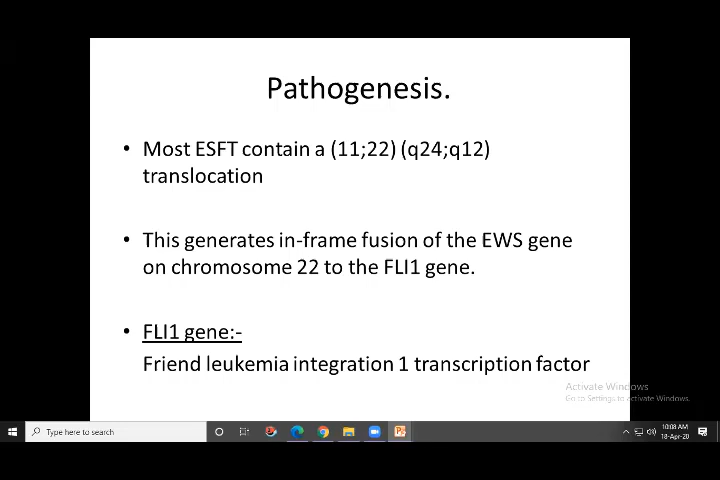 Pathogenesis.
• Most ESFT contain a (11;22) (q24;q12)
translocation
• This generates in-frame fusion of the EWS gene
on chromosome 22 to the FLI1 gene.
• FLI1 gene:-
Friend leukemia integration 1 transcription factor
Activate Windows
Go to Settings to activate Windows.
Type here to search
10:08 AM
18-Apr-20